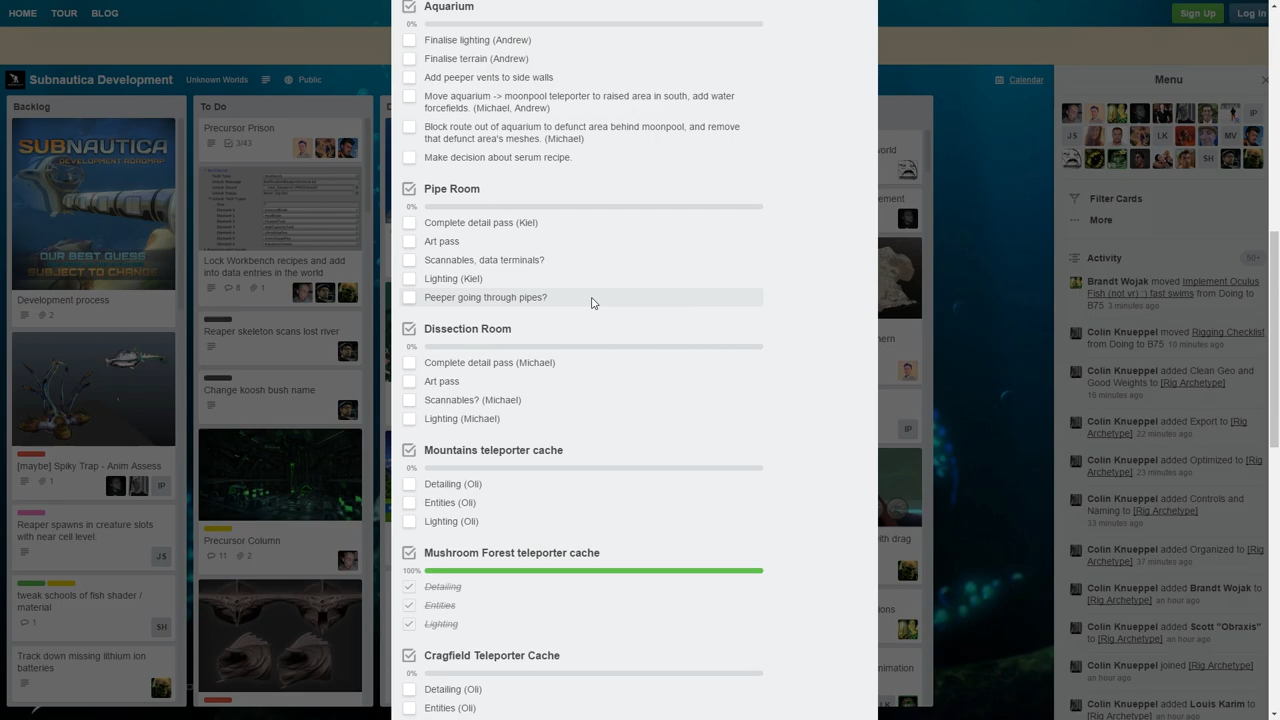 HOME TOUR BLOG
Sign Up Log In
Subnautica Development Unknown Worlds Public
Calendar
Backlog
SUBNAUTICA
DEVELOPMENT ROADMAP
OUR BEST GUESS
SUBJECT TO CHANGE
Development process
2
[maybe] Spiky Trap - Anim Assess
1 IP
Reaper spawns in creature slots
with near cell level.
JS
tweak schools of fish shader /
material
1 SH
Track down missing lithium ion
batteries
To Do
Precursor Prison
3/43
Lock Workbench recipes and add
into data entries in the world
8 1
Reaper skeleton scans lost river
Change koosh bush name
Precursor Column
11 2
Aquarium
0%
Finalise lighting (Andrew)
Finalise terrain (Andrew)
Add peeper vents to side walls
Move aquarium -> moonpool teleporter to raised area in south, add water
forcefields. (Michael, Andrew)
Block route out of aquarium to defunct area behind moonpool, and remove
that defunct area's meshes. (Michael)
Make decision about serum recipe.
Pipe Room
0%
Complete detail pass (Kiel)
Art pass
Scannables, data terminals?
Lighting (Kiel)
Peeper going through pipes?
Dissection Room
0%
Complete detail pass (Michael)
Art pass
Scannables? (Michael)
Lighting (Michael)
Mountains teleporter cache
0%
Detailing (Oli)
Entities (Oli)
Lighting (Oli)
Mushroom Forest teleporter cache
100%
Detailing
Entities
Lighting
Cragfield Teleporter Cache
0%
Detailing (Oli)
Entities (Oli)
IP
Menu
IP
JS LK MV
SH
Filter Cards
More
Activity 50+
Brandt Wojak moved Implement Oculus
Fish (not vr) :) fast swims from Doing to
B75 3 minutes ago
Colin Knueppel moved Rigging Checklist
from Doing to B75 10 minutes ago
Colin Knueppel added Clean Geo and
Good Weights to [Rig Archetype]
16 minutes ago
Colin Knueppel added Export to [Rig
Archetype] 22 minutes ago
Colin Knueppel added Optimized to [Rig
Archetype] 23 minutes ago
Colin Knueppel added Controls and
Naming to [Rig Archetype]
33 minutes ago
Colin Knueppel added Organized to [Rig
Archetype] 37 minutes ago
Colin Knueppel added Brandt Wojak to
[Rig Archetype] an hour ago
Colin Knueppel added Scott "Obraxis"
to [Rig Archetype] an hour ago
Colin Knueppel joined [Rig Archetype]
an hour ago
Colin Knueppel added Louis Karim to
[Rig Archetype] an hour ago